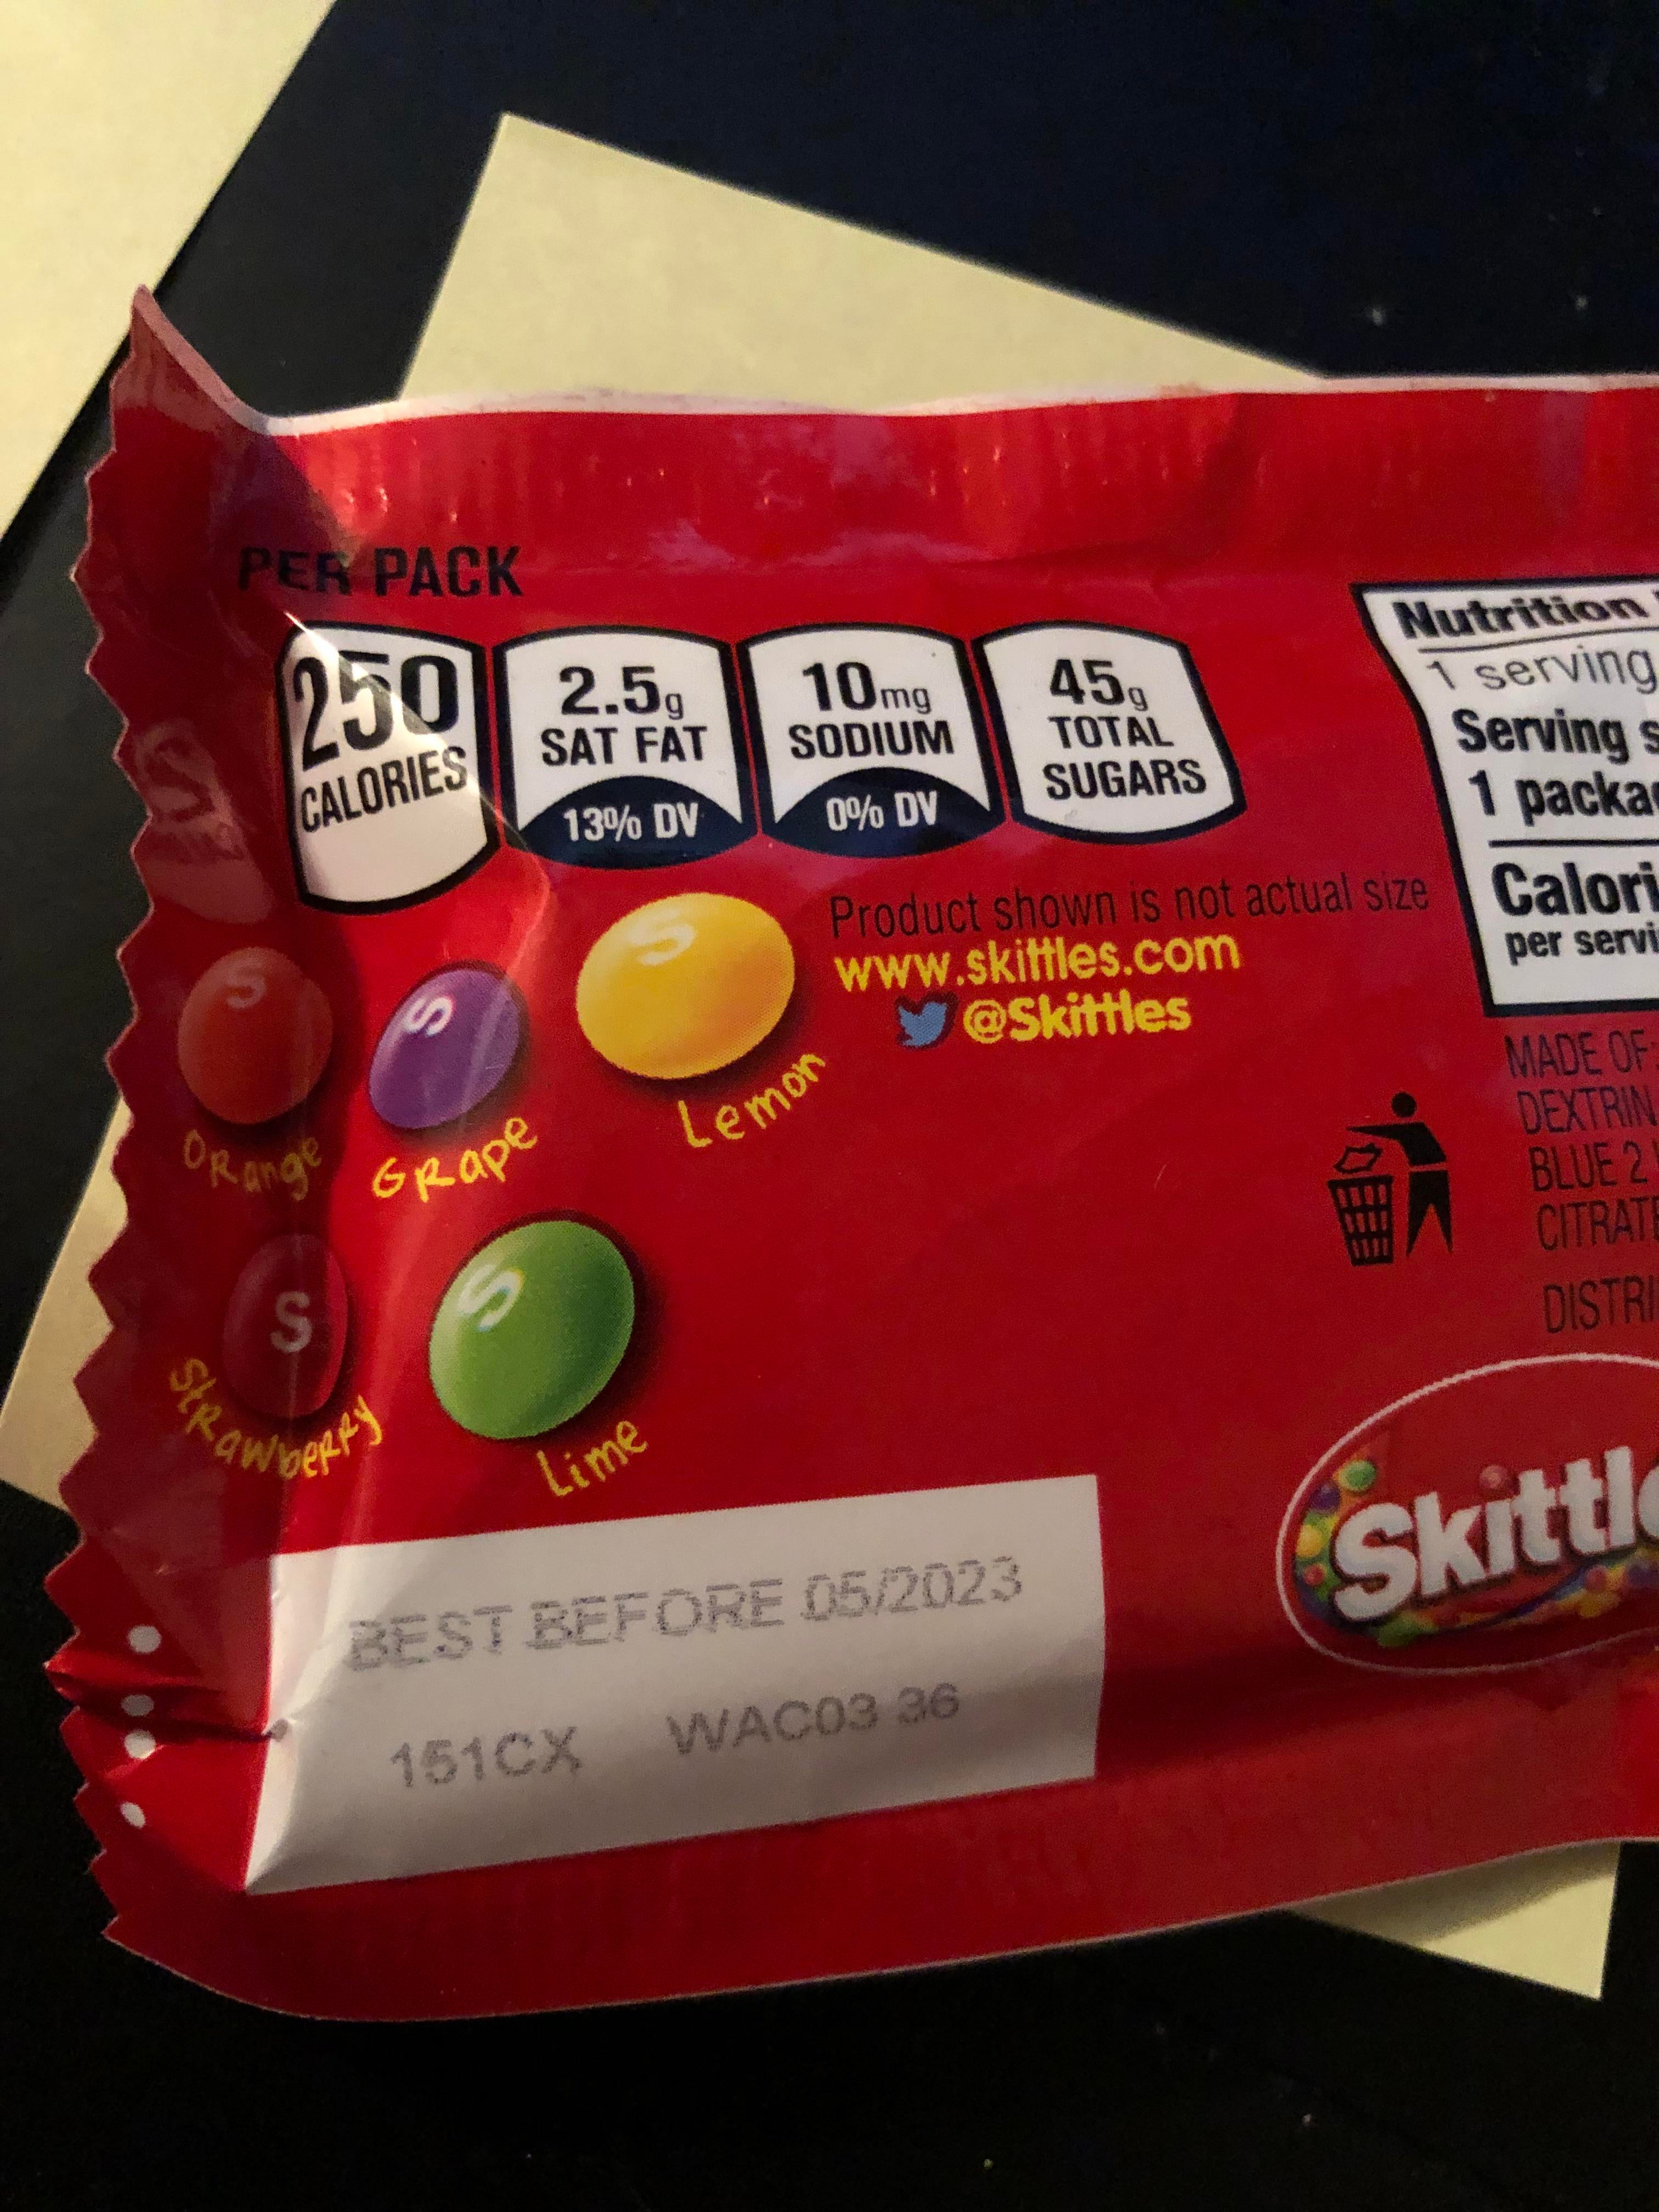 PER PACK
250
CALORIES
2.5g
SAT FAT
13% DV
10mg
SODIUM
0% DV
45g
TOTAL
SUGARS
Product shown is not actual size
www.skittles.com
@Skittles
S
Orange
S
Grape
S
Lemon
S
Strawberry
S
Lime
BEST BEFORE 05/2023
151CX WAC03 36
Nutrition
1 serving
Serving s
1 packa
Calori
per servi
MADE OF:
DEXTRIN
BLUE 2
CITRAT
DISTRI
Skittl